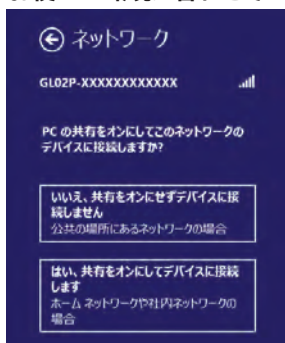 ネットワーク
GL02P-XXXXXXXXXXXX
PC の共有をオンにしてこのネットワークの
デバイスに接続しますか?
いいえ、共有をオンにせずデバイスに接
続しません
公共の場所にあるネットワークの場合
はい、共有をオンにしてデバイスに接続
します
ホーム ネットワークや社内ネットワークの
場合